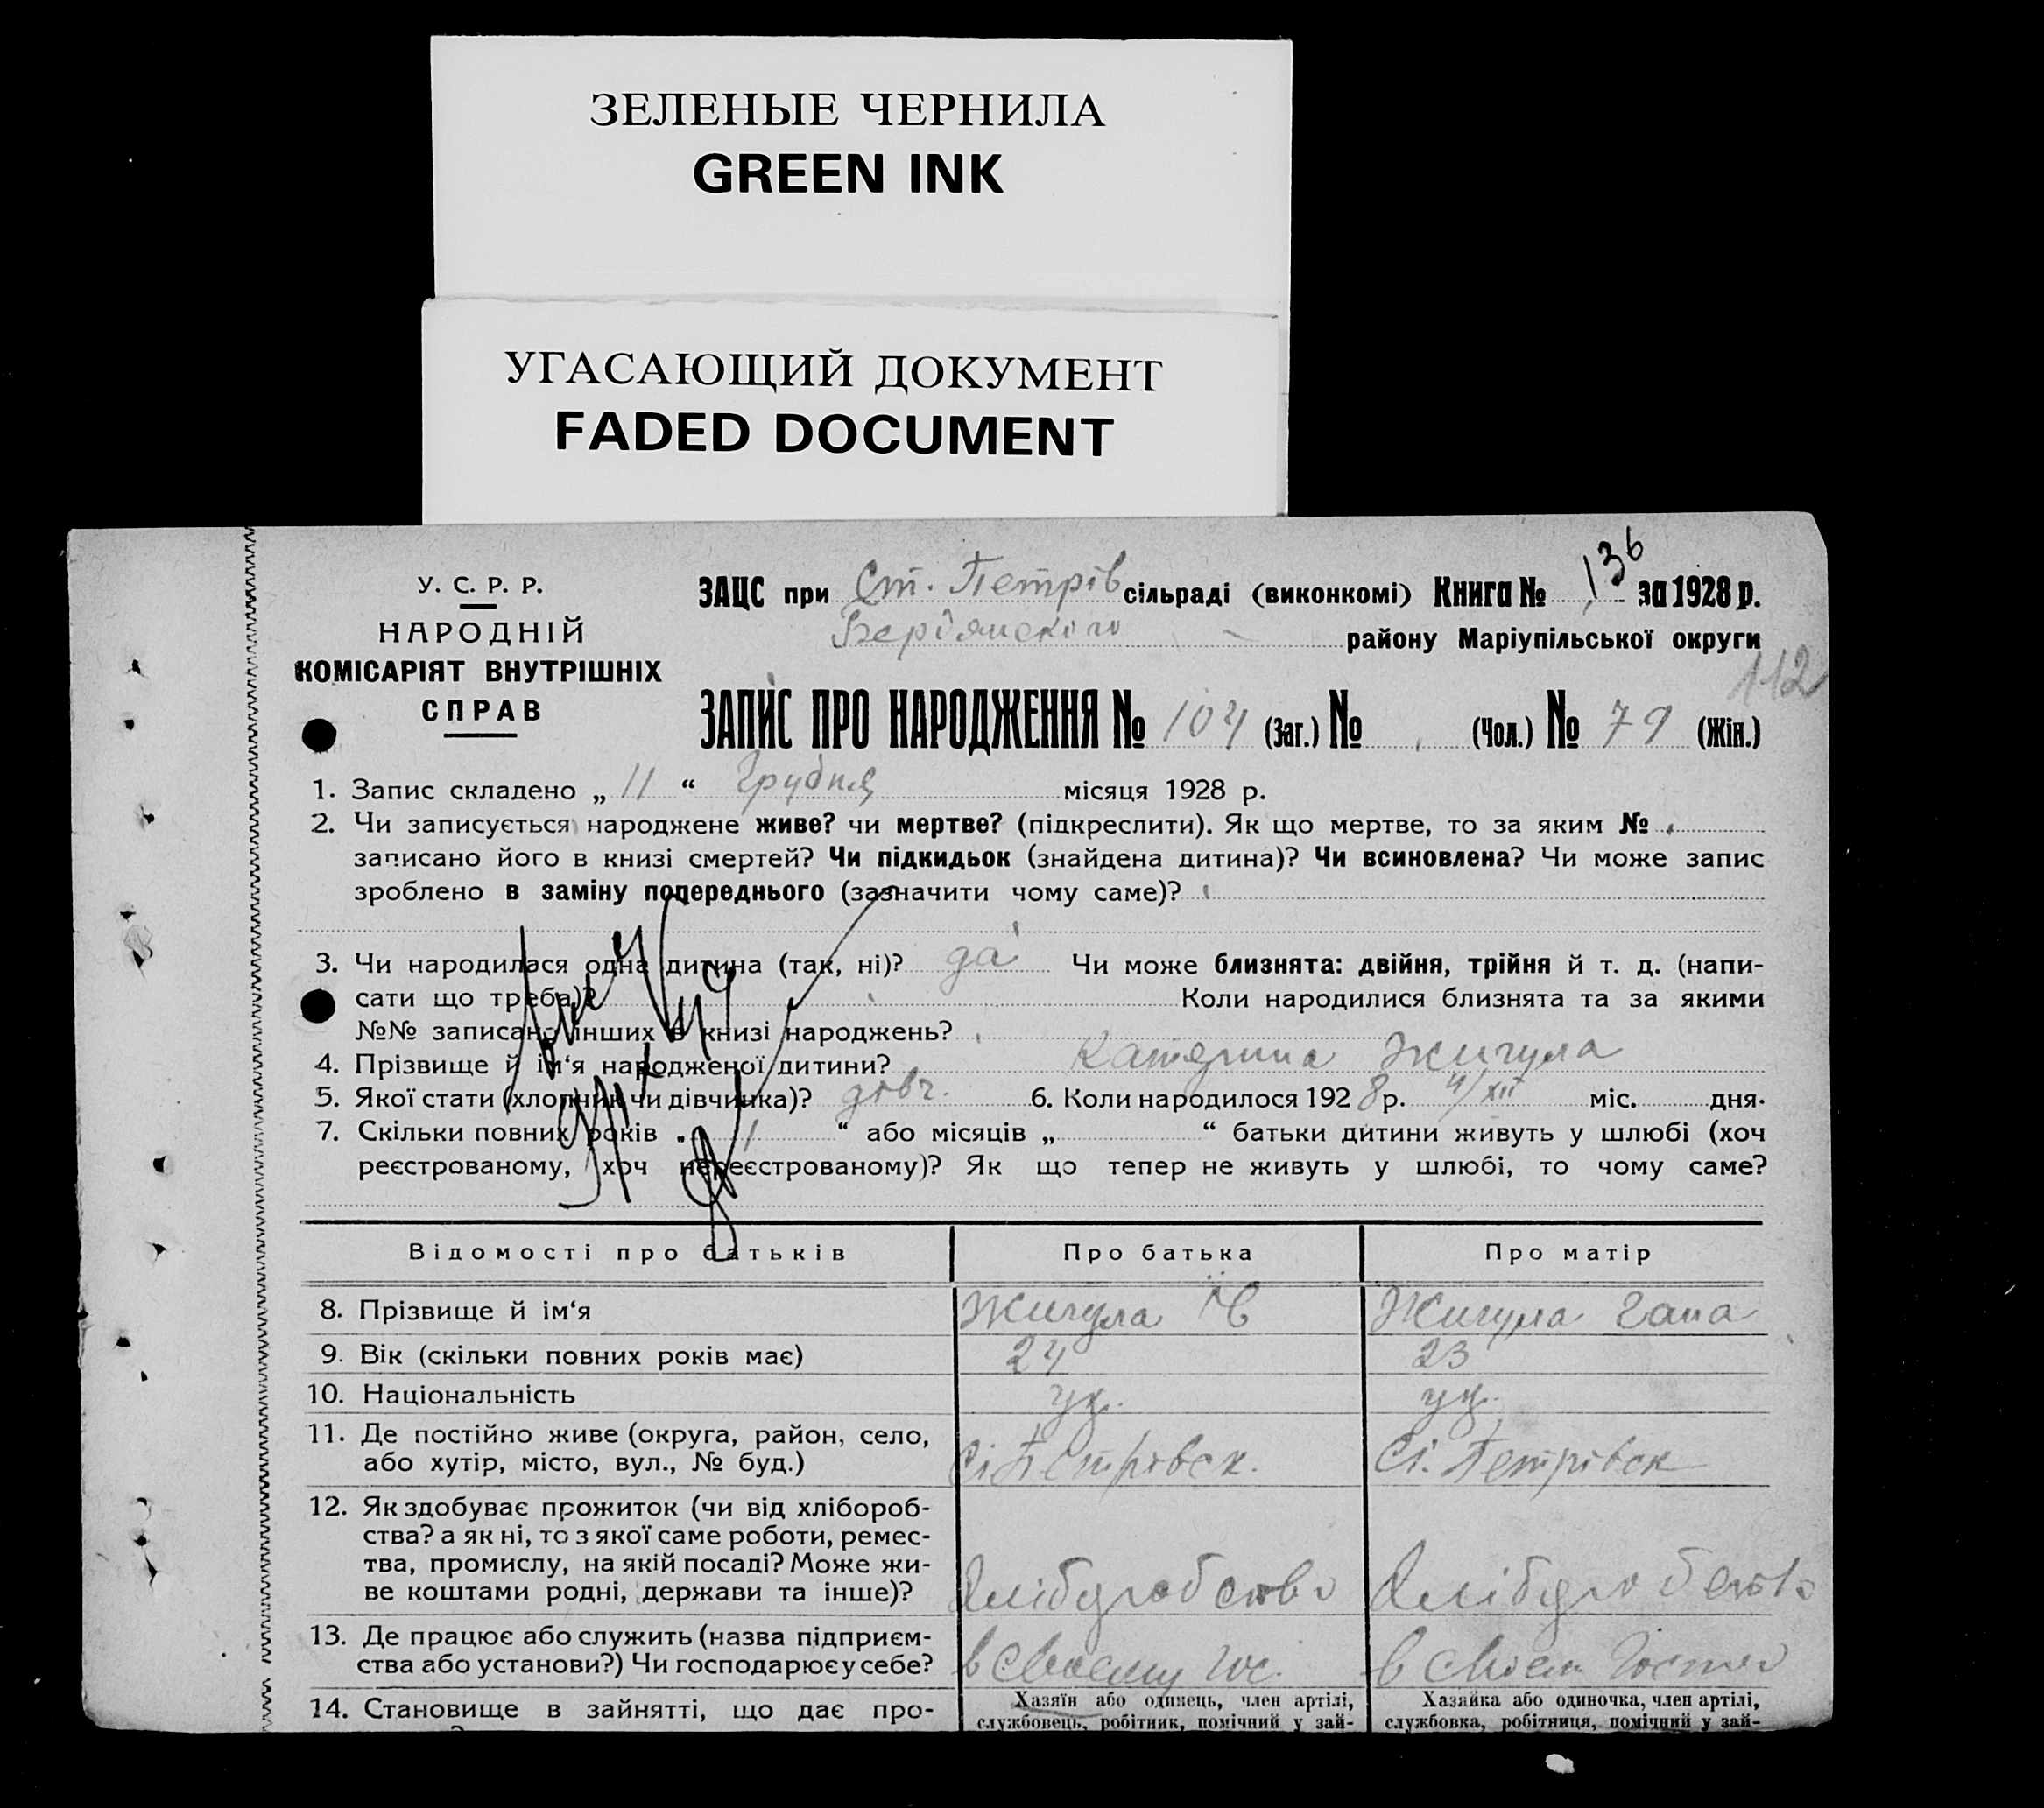 ЗЕЛЕНЫЕ ЧЕРНИЛА
GREEN INK
УГАСАЮЩИЙ ДОКУМЕНТ
FADED DOCUMENT
136
У. С. Р. Р.
НАРОДНІЙ
КОМІСАРІЯТ ВНУТРІШНІХ
СПРАВ
ЗАЦС при Ст. Петрів сільраді (виконкомі) Книга № за 1928 р.
Бердянського району Маріупільської округи
112
ЗАПИС ПРО НАРОДЖЕННЯ № 104 (Заг.) № (Чол.) № 79 (Жін.)
1. Запис складено „ 11 “ Грудня місяця 1928 р.
2. Чи записується народжене живе? чи мертве? (підкреслити). Як що мертве, то за яким №
записано його в книзі смертей? Чи підкидьок (знайдена дитина)? Чи всиновлена? Чи може запис
зроблено в заміну попереднього (зазначити чому саме)?
3. Чи народилася одна дитина (так, ні)? да Чи може близнята: двійня, трійня й т. д. (напи-
сати що треба)? Коли народилися близнята та за якими
№№ записано інших в книзі народжень?
4. Прізвище й ім‘я народженої дитини? Катерина Жигула
5. Якої стати (хлопчик чи дівчинка)? дівч. 6. Коли народилося 1928 р. /XII міс. дня.
7. Скільки повних років „ “ або місяців „ “ батьки дитини живуть у шлюбі (хоч
реєстрованому, хоч нереєстрованому)? Як що тепер не живуть у шлюбі, то чому саме?
Відомості про батьків Про батька Про матір
8. Прізвище й ім‘я Жигула Жигула Гана
9. Вік (скільки повних років має) 24 23
10. Національність ук. ук.
11. Де постійно живе (округа, район, село,
або хутір, місто, вул., № буд.) Ст. Петрівск. Ст. Петрівск
12. Як здобуває прожиток (чи від хлібороб-
ства? а як ні, то з якої саме роботи, ремес-
тва, промислу, на якій посаді? Може жи-
ве коштами родні, держави та інше)? Хліборобство Хліборобство
13. Де працює або служить (назва підприєм-
ства або установи?) Чи господарює у себе? в своєму гос. в своєм
14. Становище в зайнятті, що дає про-
Хазяїн або одинець, член артілі,
службовець, робітник, помічний у зай-
Хазяйка або одиночка, член артілі,
службовка, робітниця, помічний у зай-